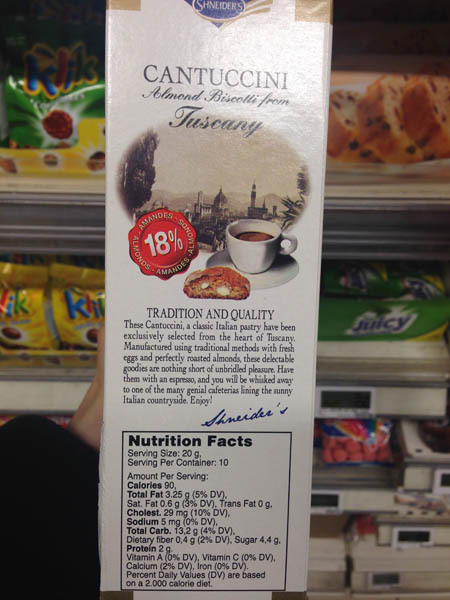 SHNEIDER'S
CANTUCCINI
Almond Biscotti from
Tuscany
AMANDES - ALMONDS - AMANDES - ALMONDS
18%
TRADITION AND QUALITY
These Cantuccini, a classic Italian pastry have been
exclusively selected from the heart of Tuscany.
Manufactured using traditional methods with fresh
eggs and perfectly roasted almonds, these delectable
goodies are nothing short of unbridled pleasure. Have
them with an espresso, and you will be whisked away
to one of the many genial cafeterias lining the sunny
Italian countryside. Enjoy!
Shneider's
Nutrition Facts
Serving Size: 20 g,
Serving Per Container: 10
Amount Per Serving:
Calories 90,
Total Fat 3.25 g (5% DV),
Sat. Fat 0.6 g (3% DV), Trans Fat 0 g,
Cholest. 29 mg (10% DV),
Sodium 5 mg (0% DV),
Total Carb. 13,2 g (4% DV),
Dietary fiber 0,4 g (2% DV), Sugar 4,4 g,
Protein 2 g.
Vitamin A (0% DV), Vitamin C (0% DV),
Calcium (2% DV), Iron (0% DV).
Percent Daily Values (DV) are based
on a 2.000 calorie diet.
Klik
Klik
Juicy